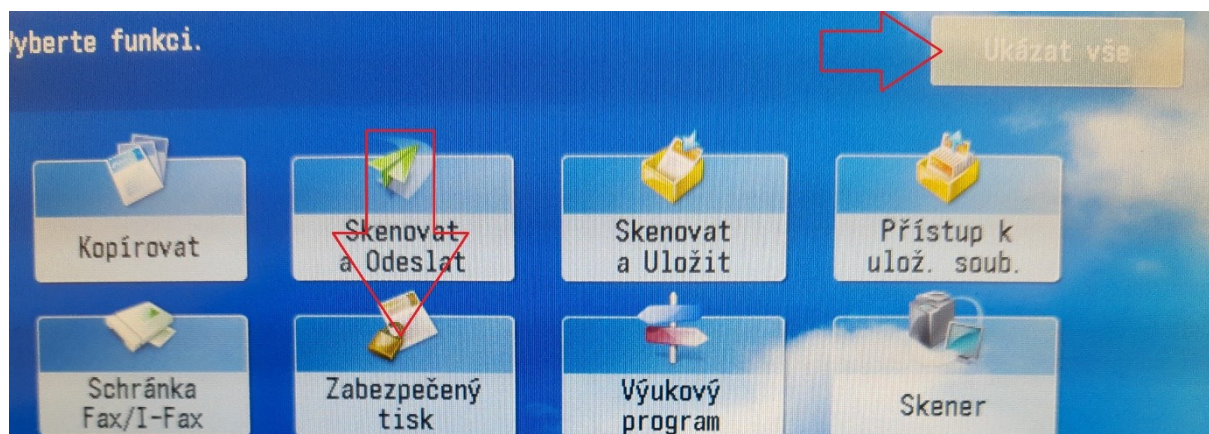 Vyberte funkci.
Ukázat vše
Kopírovat
Skenovat
a Odeslat
Skenovat
a Uložit
Přístup k
ulož. soub.
Schránka
Fax/I-Fax
Zabezpečený
tisk
Výukový
program
Skener